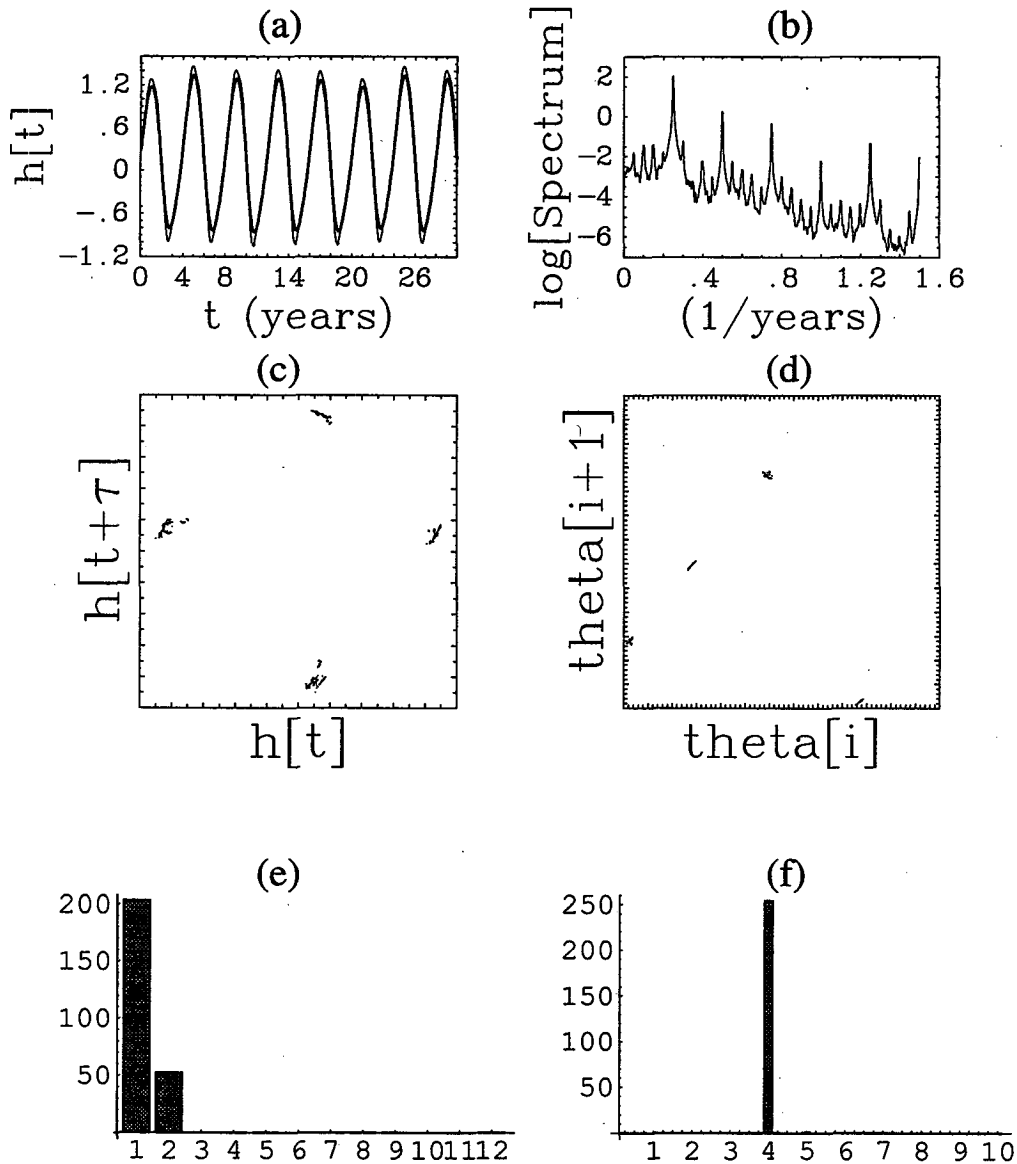 (a)
h[t]
1.2
.6
0
-.6
-1.2
0 4 8 14 20 26
t (years)
(b)
log[Spectrum]
2
0
-2
-4
-6
0 .4 .8 1.2 1.6
(1/years)
(c)
h[t+τ]
h[t]
(d)
theta[i+1]
theta[i]
(e)
200
150
100
50
1 2 3 4 5 6 7 8 9 10 11 12
(f)
250
200
150
100
50
1 2 3 4 5 6 7 8 9 10